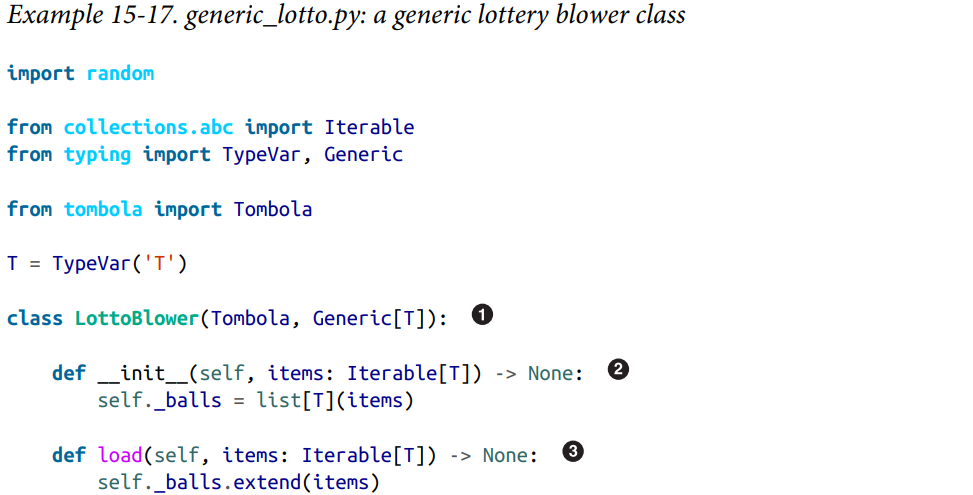 Example 15-17. generic_lotto.py: a generic lottery blower class
import random
from collections.abc import Iterable
from typing import TypeVar, Generic
from tombola import Tombola
T = TypeVar('T')
class LottoBlower(Tombola, Generic[T]): ❶
    def __init__(self, items: Iterable[T]) -> None: ❷
        self._balls = list[T](items)
    def load(self, items: Iterable[T]) -> None: ❸
        self._balls.extend(items)